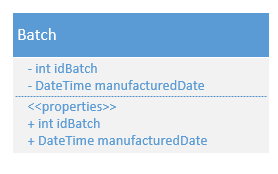 Batch
- int idBatch
- DateTime manufacturedDate
<<properties>>
+ int idBatch
+ DateTime manufacturedDate